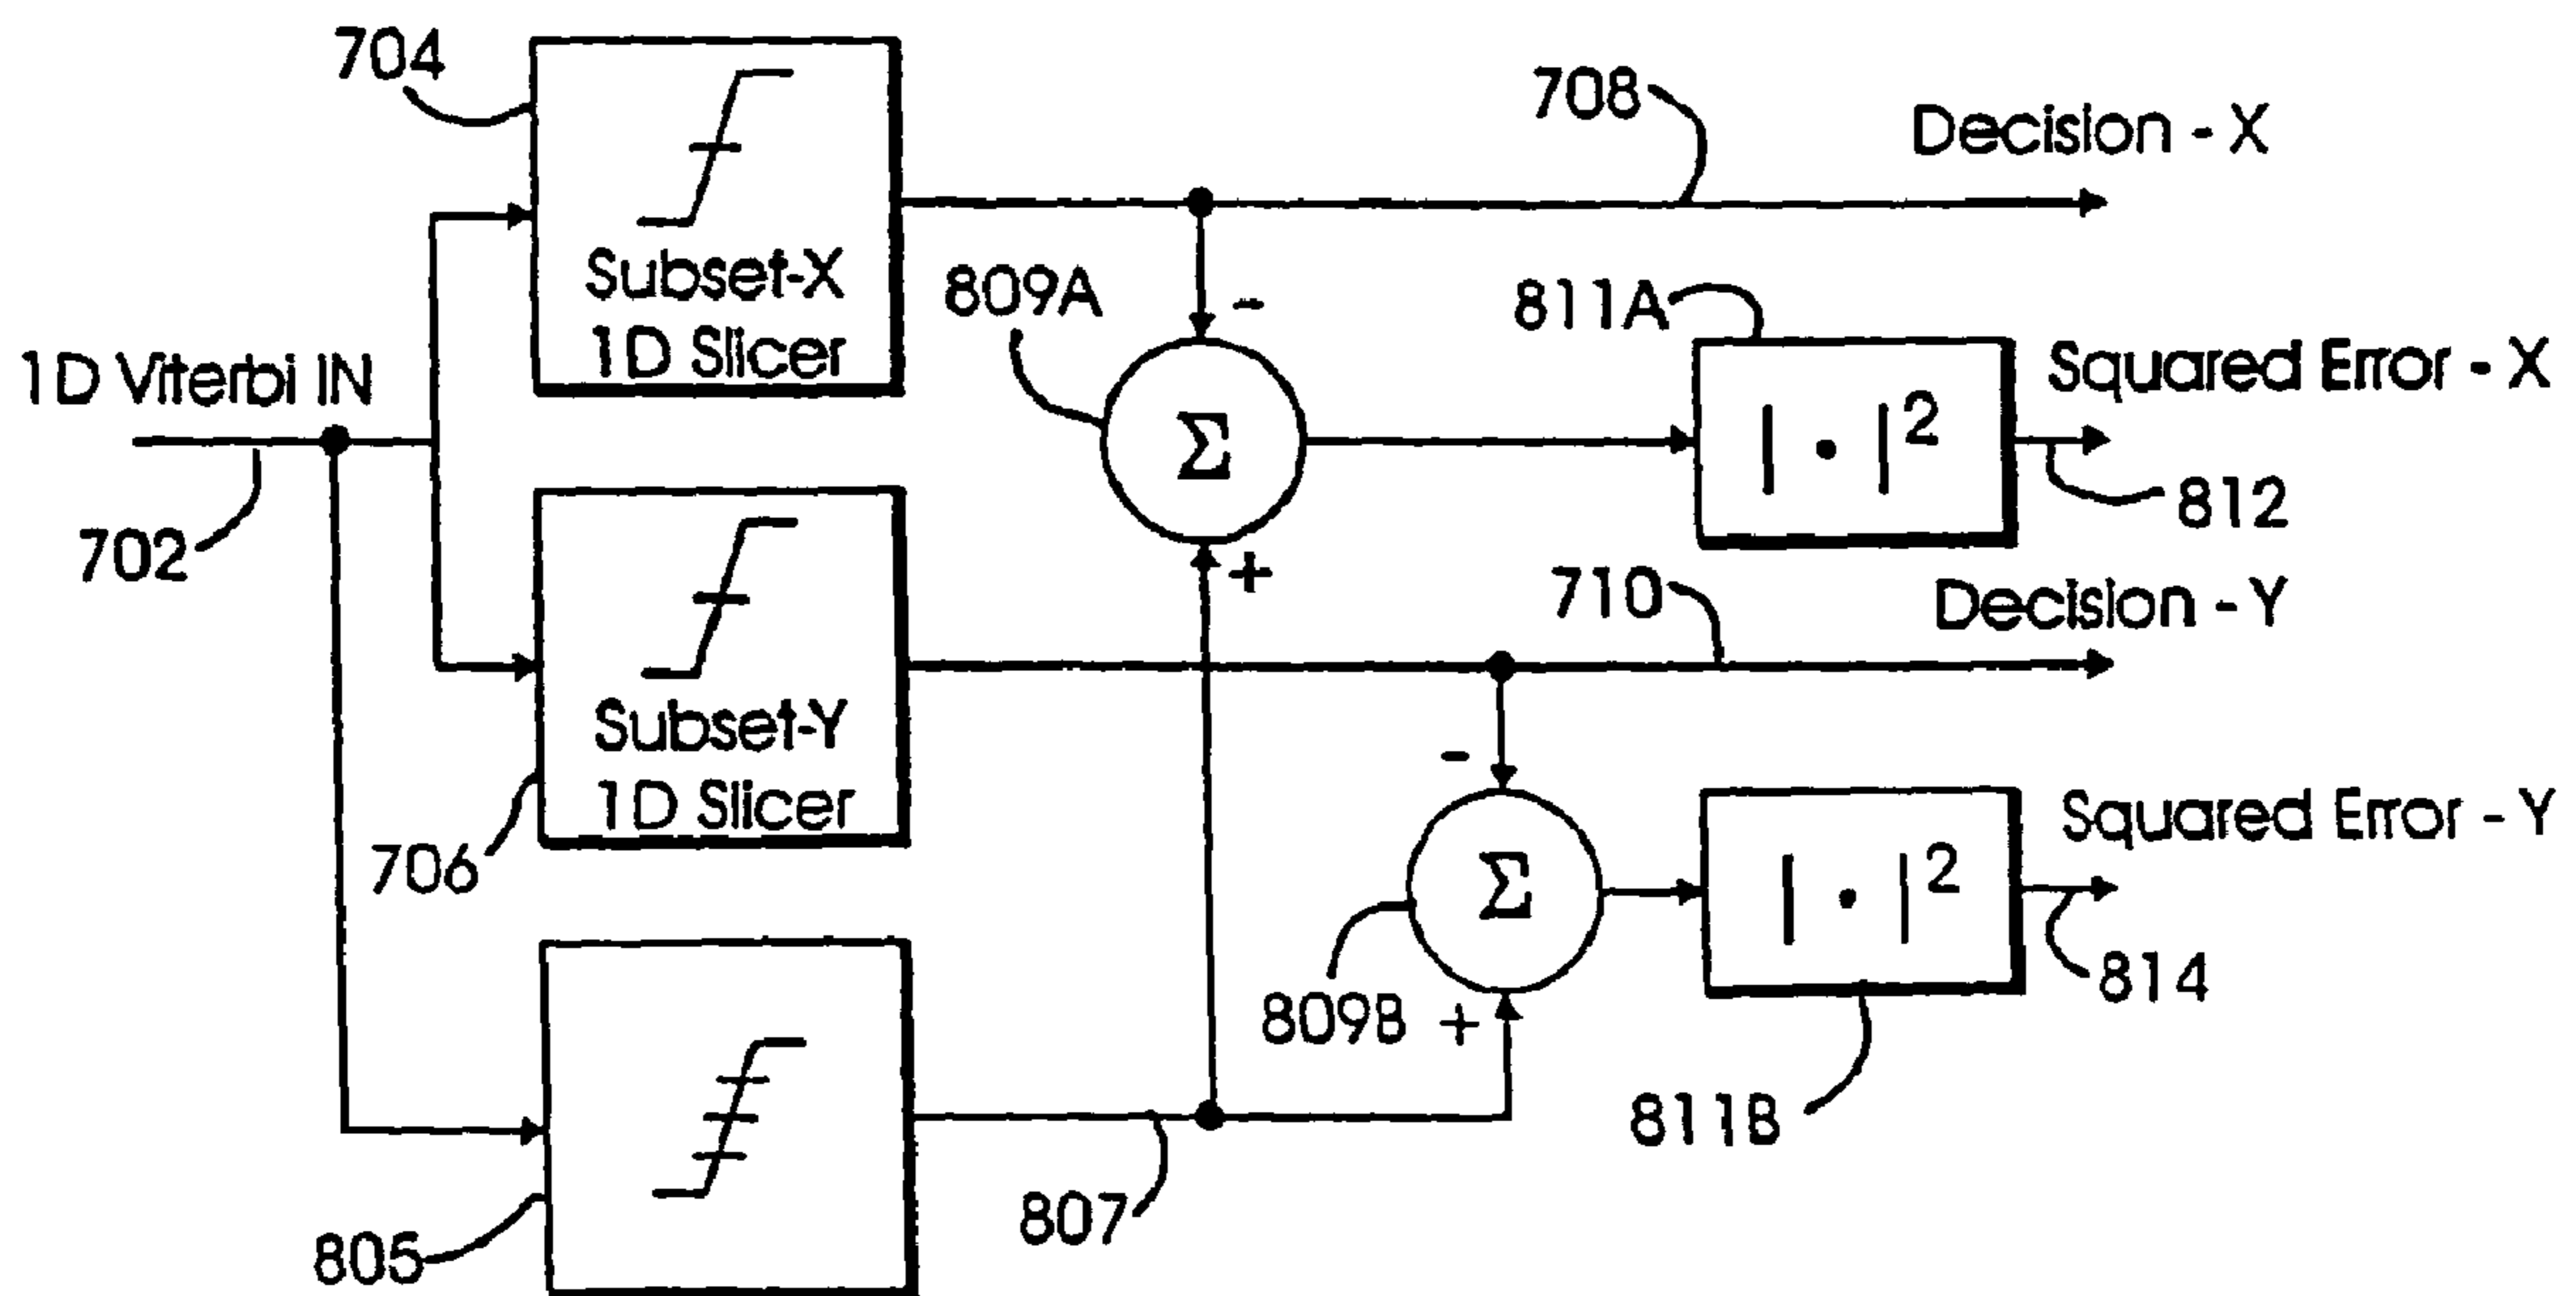 704
708
Decision - X
Subset-X
1D Slicer
809A
-
811A
Squared Error - X
1D Viterbi IN
Σ
| • |²
702
812
+
710
Decision - Y
Subset-Y
1D Slicer
706
-
Squared Error - Y
Σ
| • |²
809B
+
814
811B
807
805